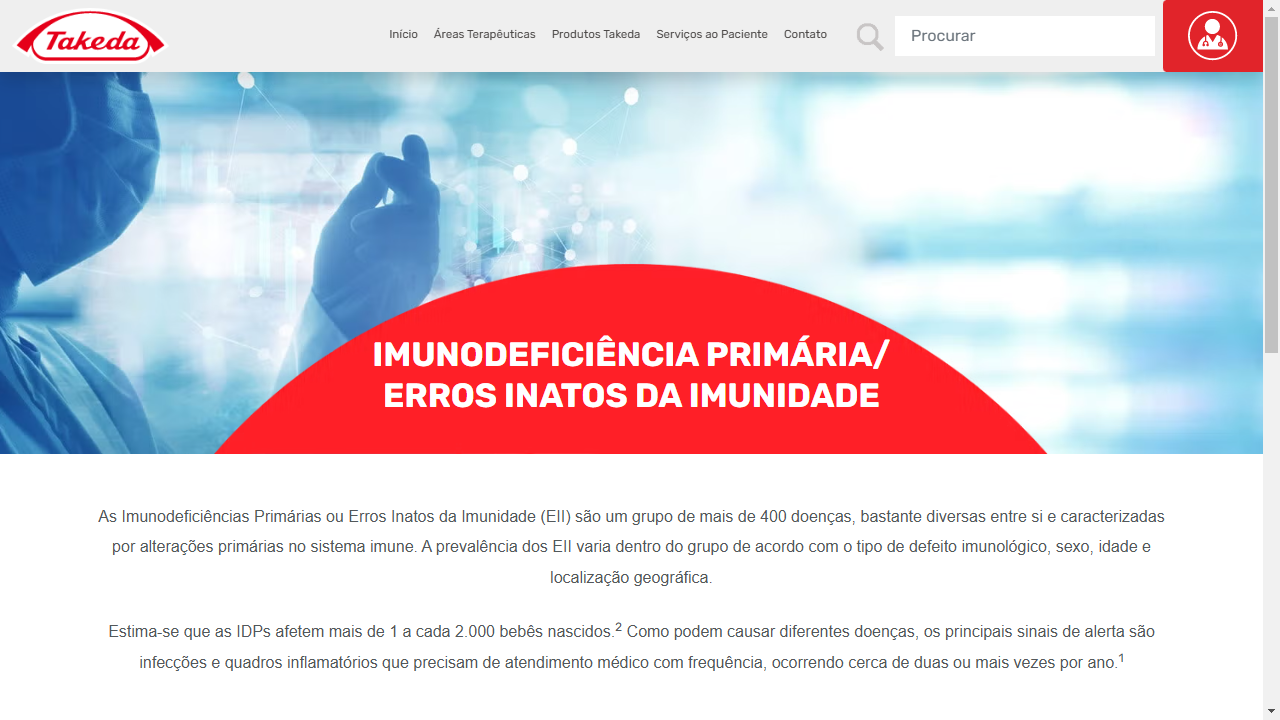 Takeda
Início Áreas Terapêuticas Produtos Takeda Serviços ao Paciente Contato Procurar
IMUNODEFICIÊNCIA PRIMÁRIA/
ERROS INATOS DA IMUNIDADE
As Imunodeficiências Primárias ou Erros Inatos da Imunidade (EII) são um grupo de mais de 400 doenças, bastante diversas entre si e caracterizadas
por alterações primárias no sistema imune. A prevalência dos EII varia dentro do grupo de acordo com o tipo de defeito imunológico, sexo, idade e
localização geográfica.
Estima-se que as IDPs afetem mais de 1 a cada 2.000 bebês nascidos.² Como podem causar diferentes doenças, os principais sinais de alerta são
infecções e quadros inflamatórios que precisam de atendimento médico com frequência, ocorrendo cerca de duas ou mais vezes por ano.¹